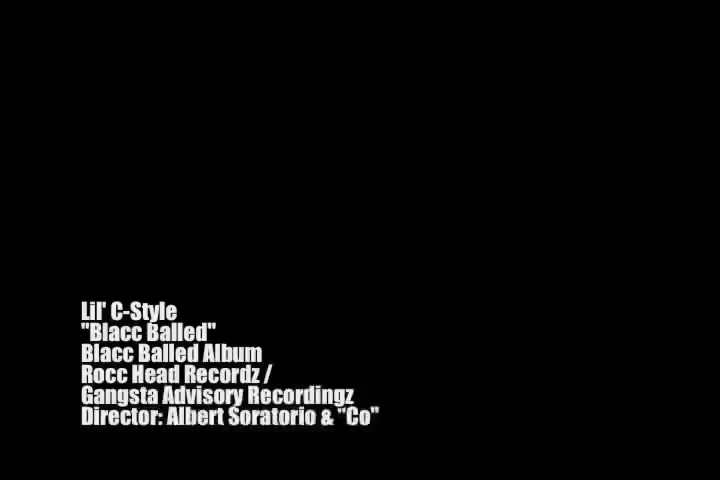 Lil' C-Style
"Blacc Balled"
Blacc Balled Album
Rocc Head Recordz /
Gangsta Advisory Recordingz
Director: Albert Soratorio & "Co"